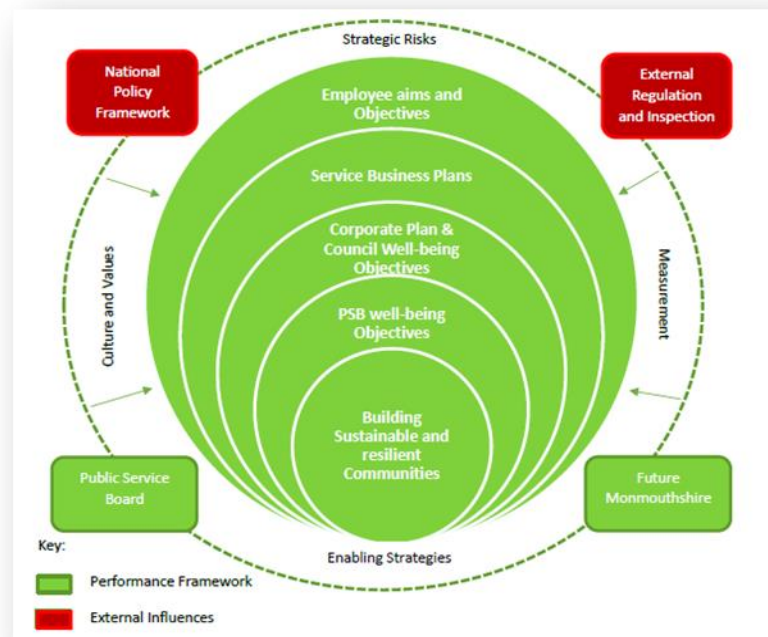 Strategic Risks
National
Policy
Framework
External
Regulation
and Inspection
Employee aims and
Objectives
Service Business Plans
Corporate Plan &
Council Well-being
Objectives
Culture and Values
Measurement
PSB well-being
Objectives
Building
Sustainable and
resilient
Communities
Public Service
Board
Future
Monmouthshire
Enabling Strategies
Key:
Performance Framework
External Influences